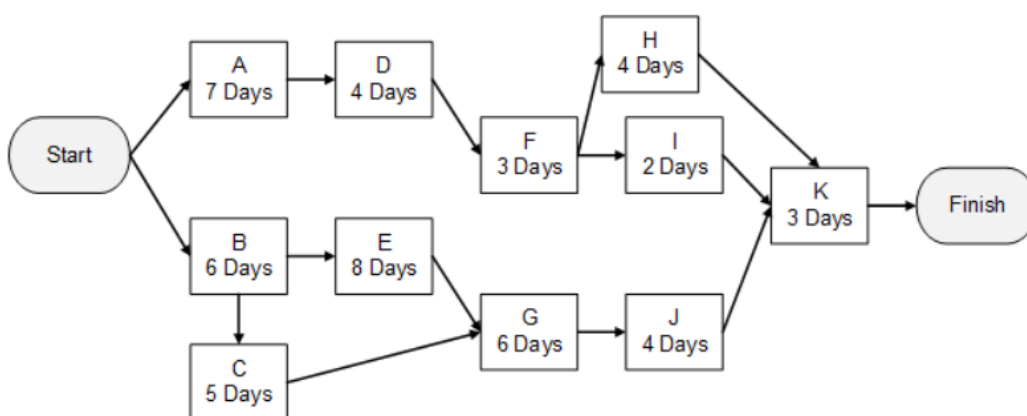 H
4 Days
A
7 Days
D
4 Days
Start
F
3 Days
I
2 Days
K
3 Days
Finish
B
6 Days
E
8 Days
G
6 Days
J
4 Days
C
5 Days